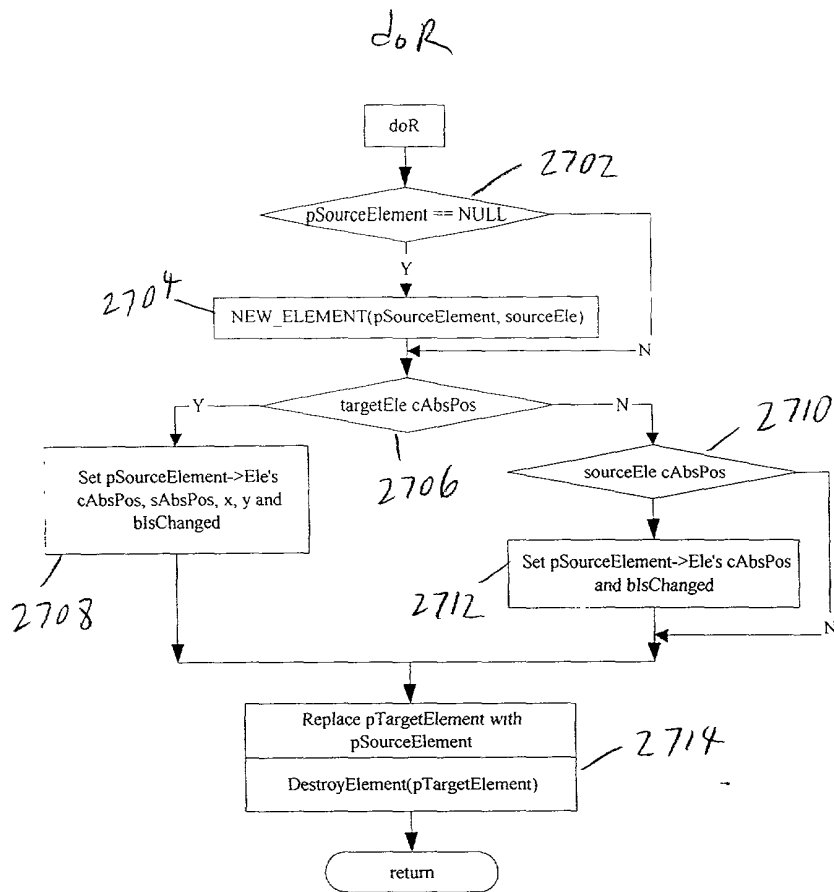 doR
doR
2702
pSourceElement == NULL
Y
2704
NEW_ELEMENT(pSourceElement, sourceEle)
N
Y
targetEle cAbsPos
N
2710
2706
sourceEle cAbsPos
Set pSourceElement->Ele's
cAbsPos, sAbsPos, x, y and
bIsChanged
2708
Set pSourceElement->Ele's cAbsPos
and bIsChanged
2712
N
Replace pTargetElement with
pSourceElement
2714
DestroyElement(pTargetElement)
return